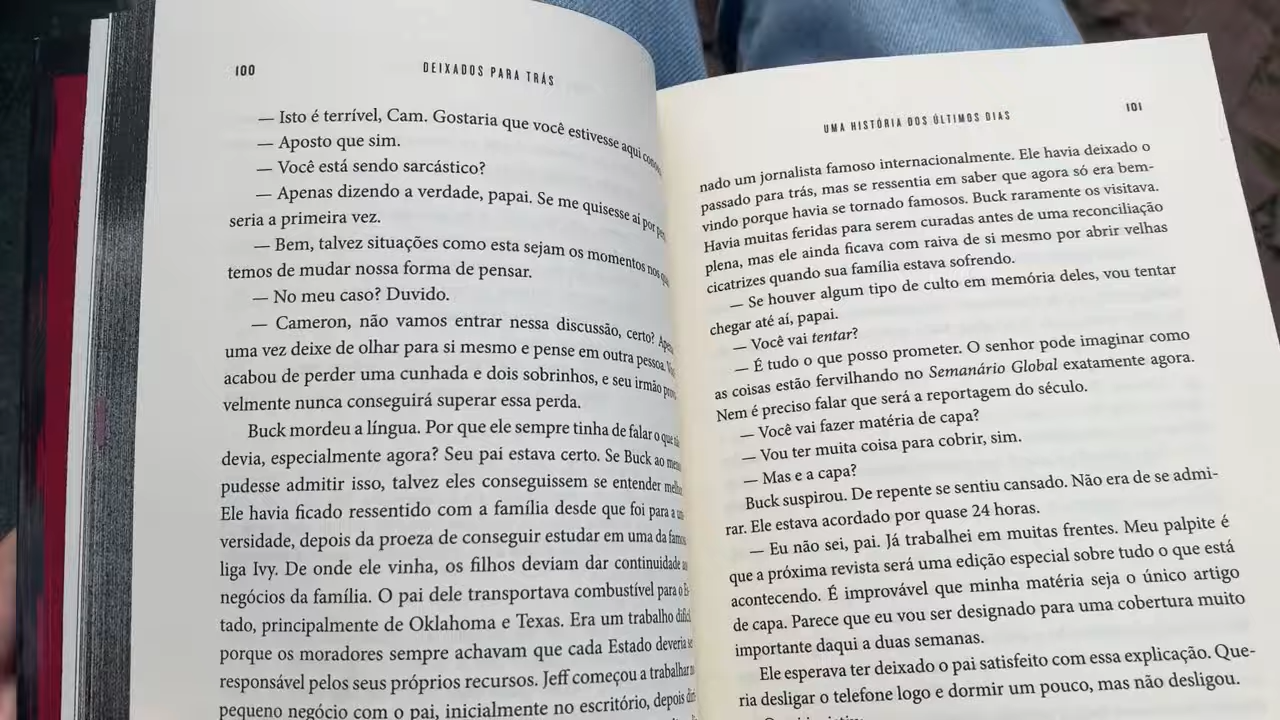 100
DEIXADOS PARA TRÁS
— Isto é terrível, Cam. Gostaria que você estivesse aqui
— Aposto que sim.
— Você está sendo sarcástico?
— Apenas dizendo a verdade, papai. Se me quisesse aí por
seria a primeira vez.
— Bem, talvez situações como esta sejam os momentos nos
temos de mudar nossa forma de pensar.
— No meu caso? Duvido.
— Cameron, não vamos entrar nessa discussão, certo?
uma vez deixe de olhar para si mesmo e pense em outra pessoa.
acabou de perder uma cunhada e dois sobrinhos, e seu irmão
velmente nunca conseguirá superar essa perda.
Buck mordeu a língua. Por que ele sempre tinha de falar o que
devia, especialmente agora? Seu pai estava certo. Se Buck ao
pudesse admitir isso, talvez eles conseguissem se entender
Ele havia ficado ressentido com a família desde que foi para a
versidade, depois da proeza de conseguir estudar em uma da
liga Ivy. De onde ele vinha, os filhos deviam dar continuidade
negócios da família. O pai dele transportava combustível para o
tado, principalmente de Oklahoma e Texas. Era um trabalho
porque os moradores sempre achavam que cada Estado deveria
responsável pelos seus próprios recursos. Jeff começou a trabalhar
pequeno negócio com o pai, inicialmente no escritório, depois
UMA HISTÓRIA DOS ÚLTIMOS DIAS
101
nado um jornalista famoso internacionalmente. Ele havia deixado o
passado para trás, mas se ressentia em saber que agora só era bem-
vindo porque havia se tornado famosos. Buck raramente os visitava.
Havia muitas feridas para serem curadas antes de uma reconciliação
plena, mas ele ainda ficava com raiva de si mesmo por abrir velhas
cicatrizes quando sua família estava sofrendo.
— Se houver algum tipo de culto em memória deles, vou tentar
chegar até aí, papai.
— Você vai tentar?
— É tudo o que posso prometer. O senhor pode imaginar como
as coisas estão fervilhando no Semanário Global exatamente agora.
Nem é preciso falar que será a reportagem do século.
— Você vai fazer matéria de capa?
— Vou ter muita coisa para cobrir, sim.
— Mas e a capa?
Buck suspirou. De repente se sentiu cansado. Não era de se admi-
rar. Ele estava acordado por quase 24 horas.
— Eu não sei, pai. Já trabalhei em muitas frentes. Meu palpite é
que a próxima revista será uma edição especial sobre tudo o que está
acontecendo. É improvável que minha matéria seja o único artigo
de capa. Parece que eu vou ser designado para uma cobertura muito
importante daqui a duas semanas.
Ele esperava ter deixado o pai satisfeito com essa explicação. Que-
ria desligar o telefone logo e dormir um pouco, mas não desligou.